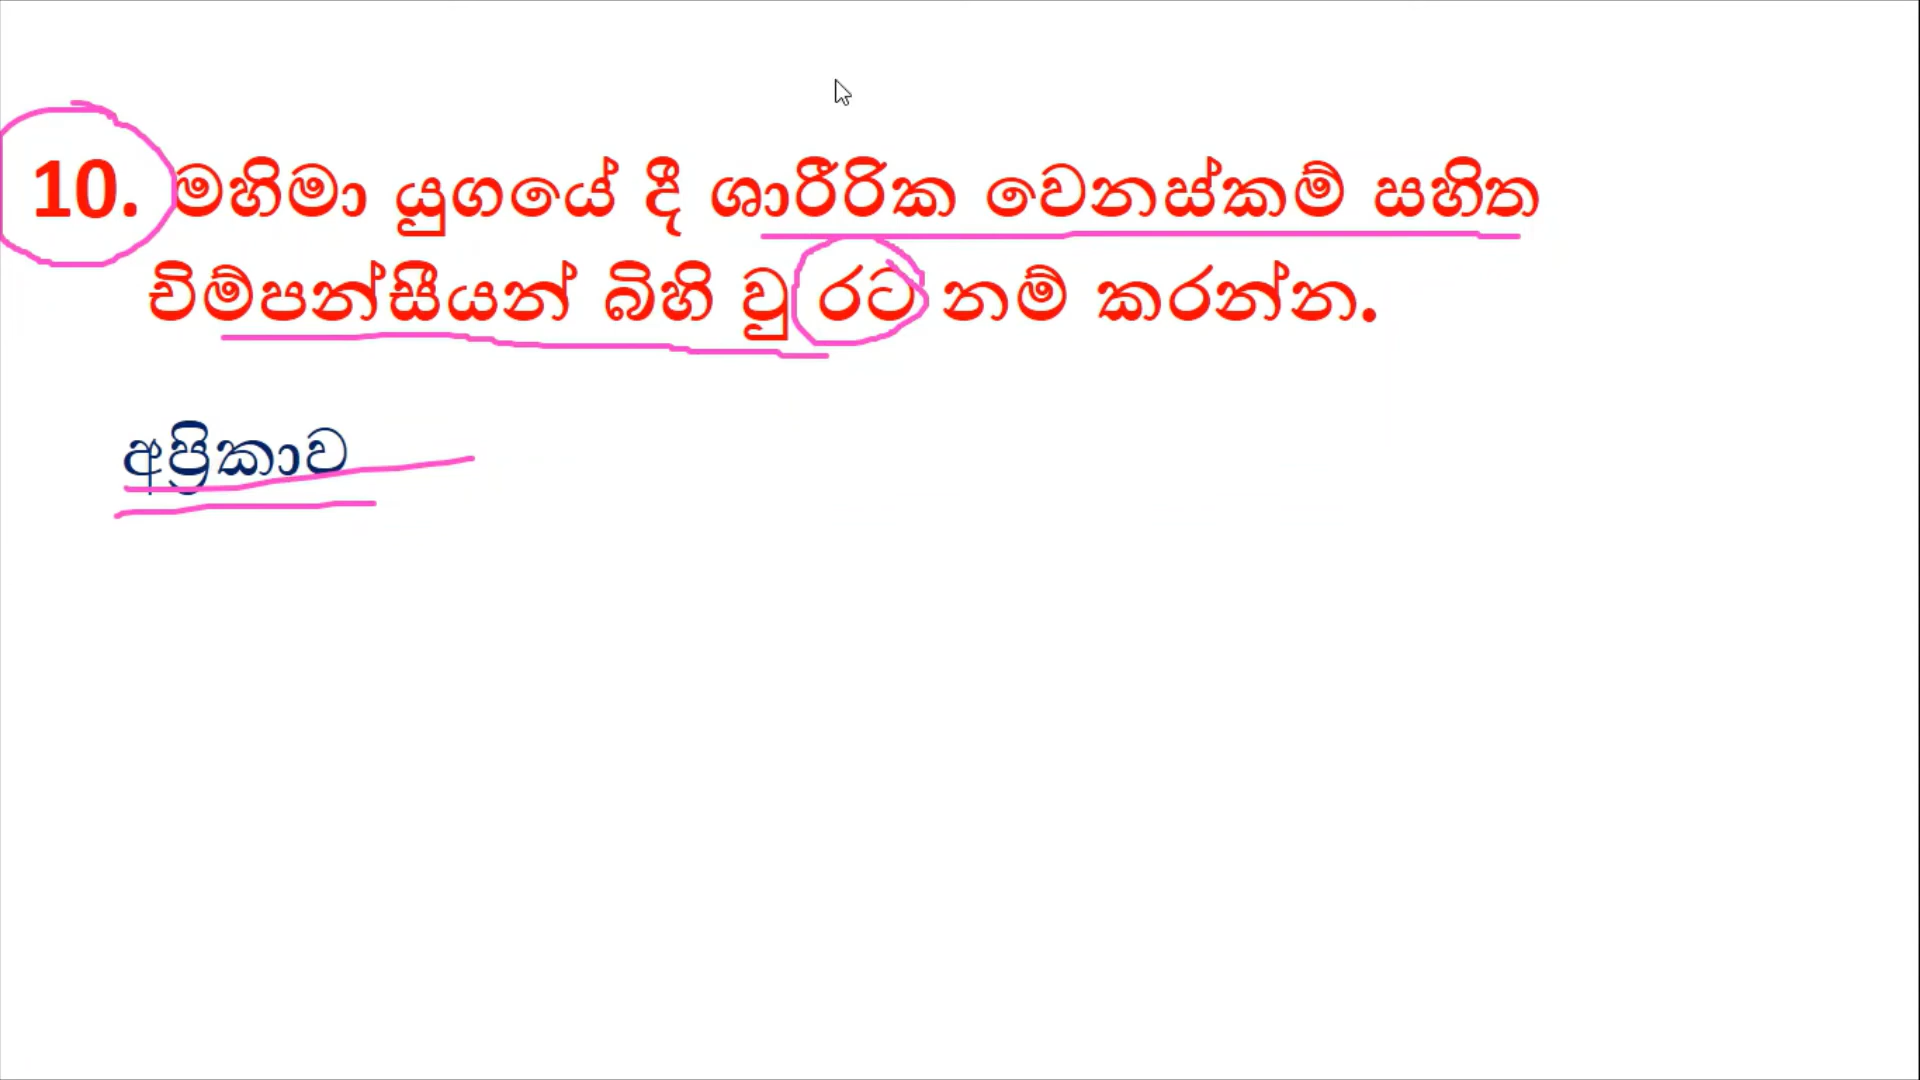 10. මහිමා යුගයේ දී ශාරීරික වෙනස්කම් සහිත
චිම්පන්සීයන් බිහි වු රට නම් කරන්න.
අප්‍රිකාව